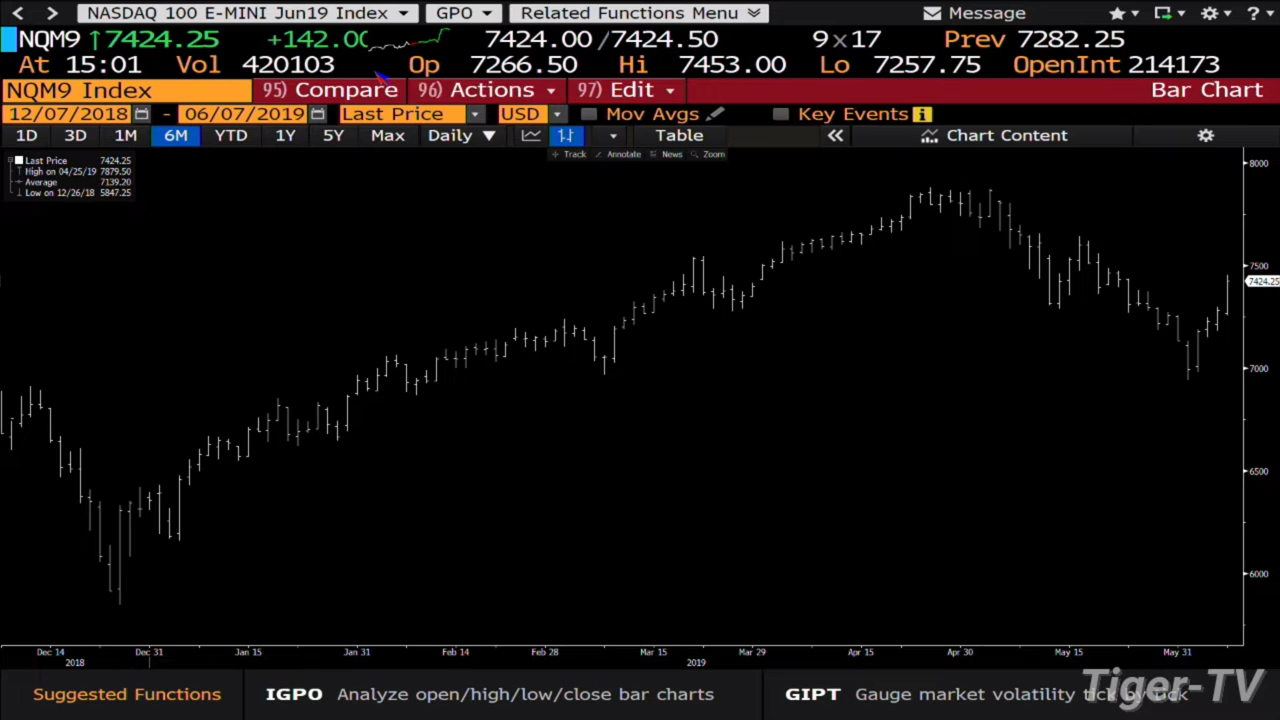 NASDAQ 100 E-MINI Jun19 Index GPO Related Functions Menu Message
NQM9 ↑7424.25 +142.00 7424.00/7424.50 9x17 Prev 7282.25
At 15:01 Vol 420103 Op 7266.50 Hi 7453.00 Lo 7257.75 OpenInt 214173
NQM9 Index 95) Compare 96) Actions 97) Edit Bar Chart
12/07/2018 - 06/07/2019 Last Price USD Mov Avgs Key Events
1D 3D 1M 6M YTD 1Y 5Y Max Daily ▼ Table « Chart Content
Track Annotate News Zoom
Last Price 7424.25
High on 04/25/19 7879.50
Average 7139.20
Low on 12/26/18 5847.25
8000
7500
7424.25
7000
6500
6000
Dec 14 Dec 31 Jan 15 Jan 31 Feb 14 Feb 28 Mar 15 Mar 29 Apr 15 Apr 30 May 15 May 31
2018 2019
Suggested Functions IGPO Analyze open/high/low/close bar charts GIPT Gauge market volatility tick by tick
Tiger-TV